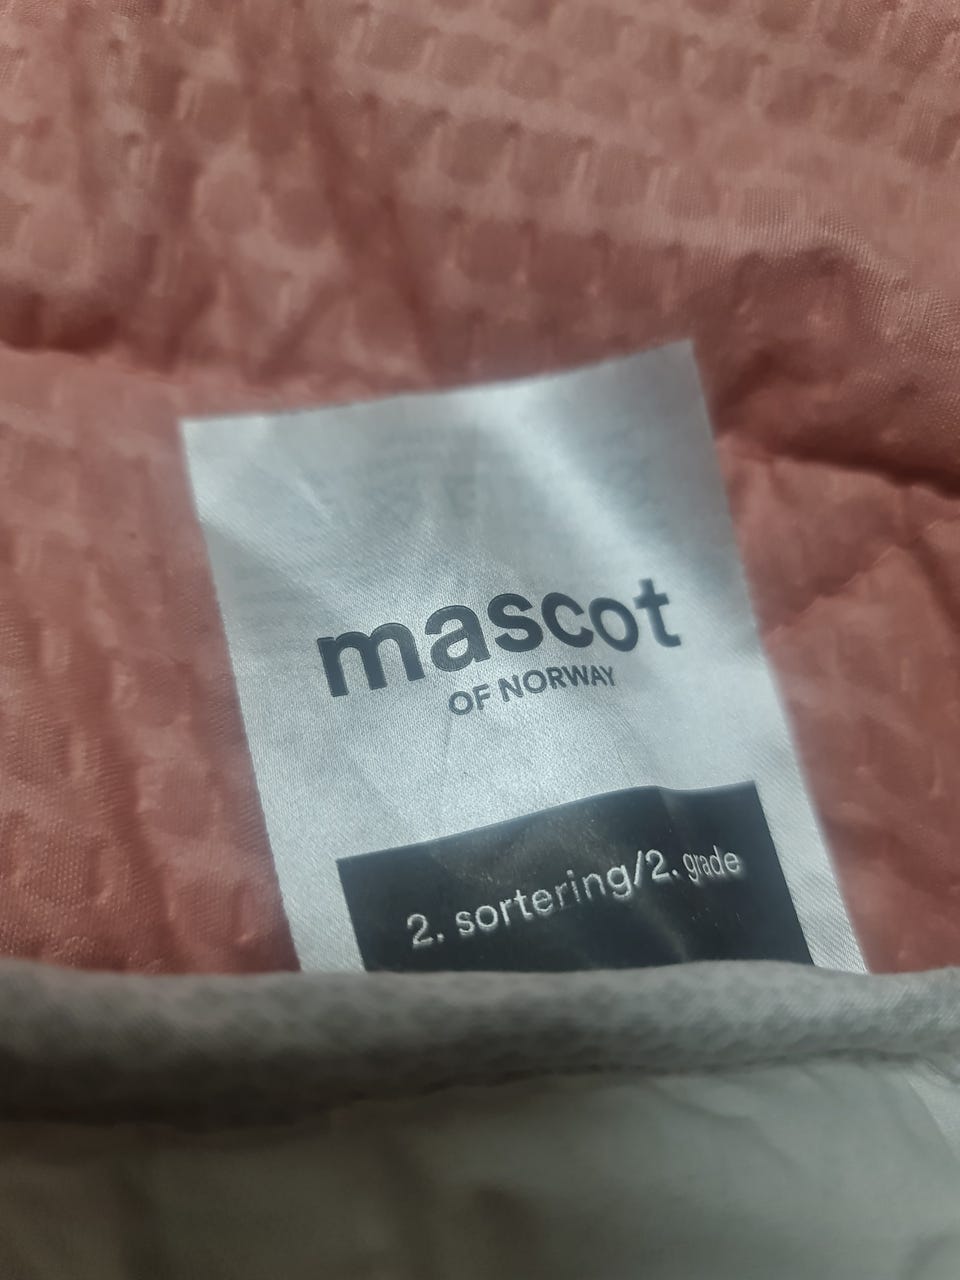 mascot
OF NORWAY
2. sortering/2. grade